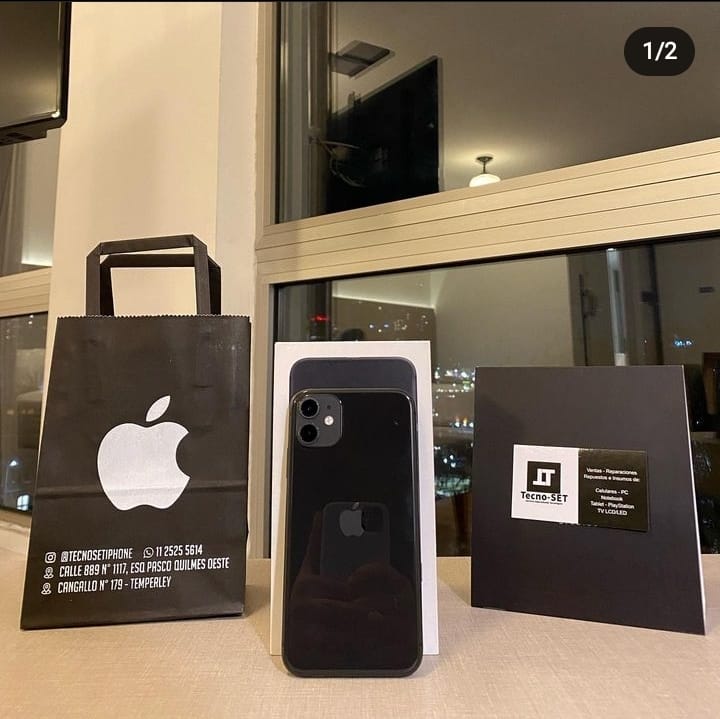 1/2
@TECNOSETIPHONE 11 2525 5614
CALLE 889 N° 1117, ESQ PASCO QUILMES OESTE
CANGALLO N° 179 - TEMPERLEY
Tecno-SET
Ventas - Reparaciones
Repuestos e Insumos de:
Celulares - PC
Notebook
Tablet - PlayStation
TV LCD/LED